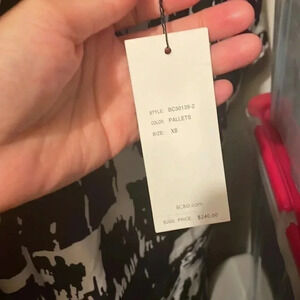 STYLE: BC30139-2
COLOR: PALLETS
SIZE: XS
BCBG.com
SUGG. PRICE: $240.00